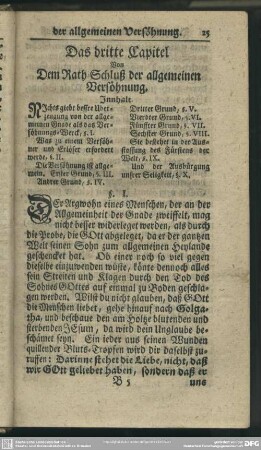 der allgemeinen Versöhnung. 25
Das dritte Capitel
Von
Dem Rath-Schluß der allgemeinen
Versöhnung.
Innhalt.
NIchts giebt bessre Uber-
zeugung von der allge-
meinen Gnade als das Ver-
söhnungs-Werck, §. I.
Was zu einem Versöh-
ner und Erlöser erfordert
werde, §. II.
Die Versöhnung ist allge-
mein, Erster Grund, §. III.
Andrer Grund, §. IV.
Dritter Grund, §. V.
Vierdter Grund, §. VI.
Fünffter Grund, §. VII.
Sechster Grund, §. VIII.
Sie bestehet in der Aus-
stossung des Fürstens der
Welt, §. IX.
Und der Ausbürgung
unsrer Seligkeit, §. X.
§. I.
DEr Argwohn eines Menschen, der an der
Allgemeinheit der Gnade zweiffelt, mag
nicht besser widerleget werden, als durch
die Probe, die GOtt abgeleget, da er der gantzen
Welt seinen Sohn zum allgemeinen Heylande
geschencket hat. Ob einer noch so viel gegen
dieselbe einzuwenden wüste, könte dennoch alles
sein Streiten und Klagen durch den Tod des
Sohnes GOttes auf einmal zu Boden geschla-
gen werden. Wilst du nicht glauben, daß GOtt
die Menschen liebet, gehe hinauf nach Golga-
tha, und beschaue den am Holtze blutenden und
sterbenden JEsum, da wird dein Unglaube be-
schämet seyn. Ein ieder aus seinen Wunden
quillender Bluts-Tropfen wird dir daselbst zu-
ruffen: Darinne stehet die Liebe, nicht, daß
wir GOtt geliebet haben, sondern daß er
B 5 uns